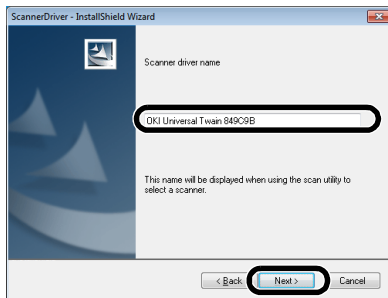 ScannerDriver - InstallShield Wizard
Scanner driver name
OKI Universal Twain 849C9B
This name will be displayed when using the scan utility to
select a scanner.
< Back
Next >
Cancel